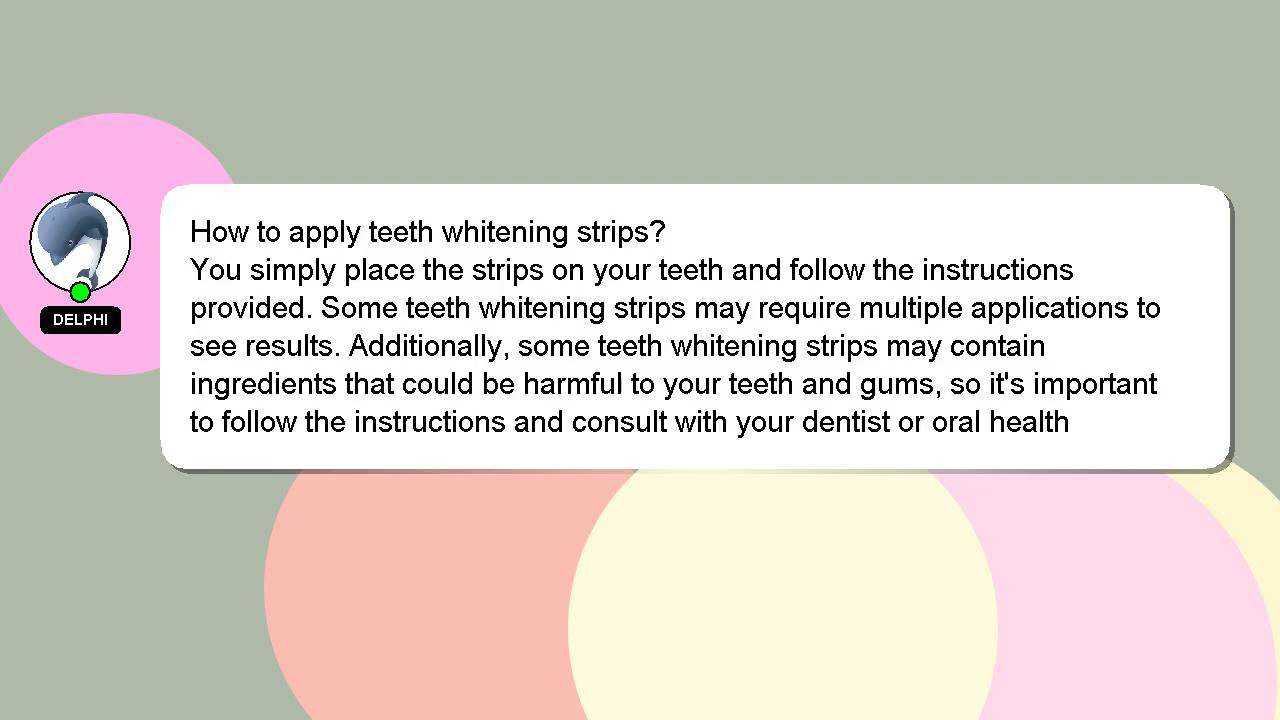 How to apply teeth whitening strips?
You simply place the strips on your teeth and follow the instructions
provided. Some teeth whitening strips may require multiple applications to
see results. Additionally, some teeth whitening strips may contain
ingredients that could be harmful to your teeth and gums, so it's important
to follow the instructions and consult with your dentist or oral health
DELPHI